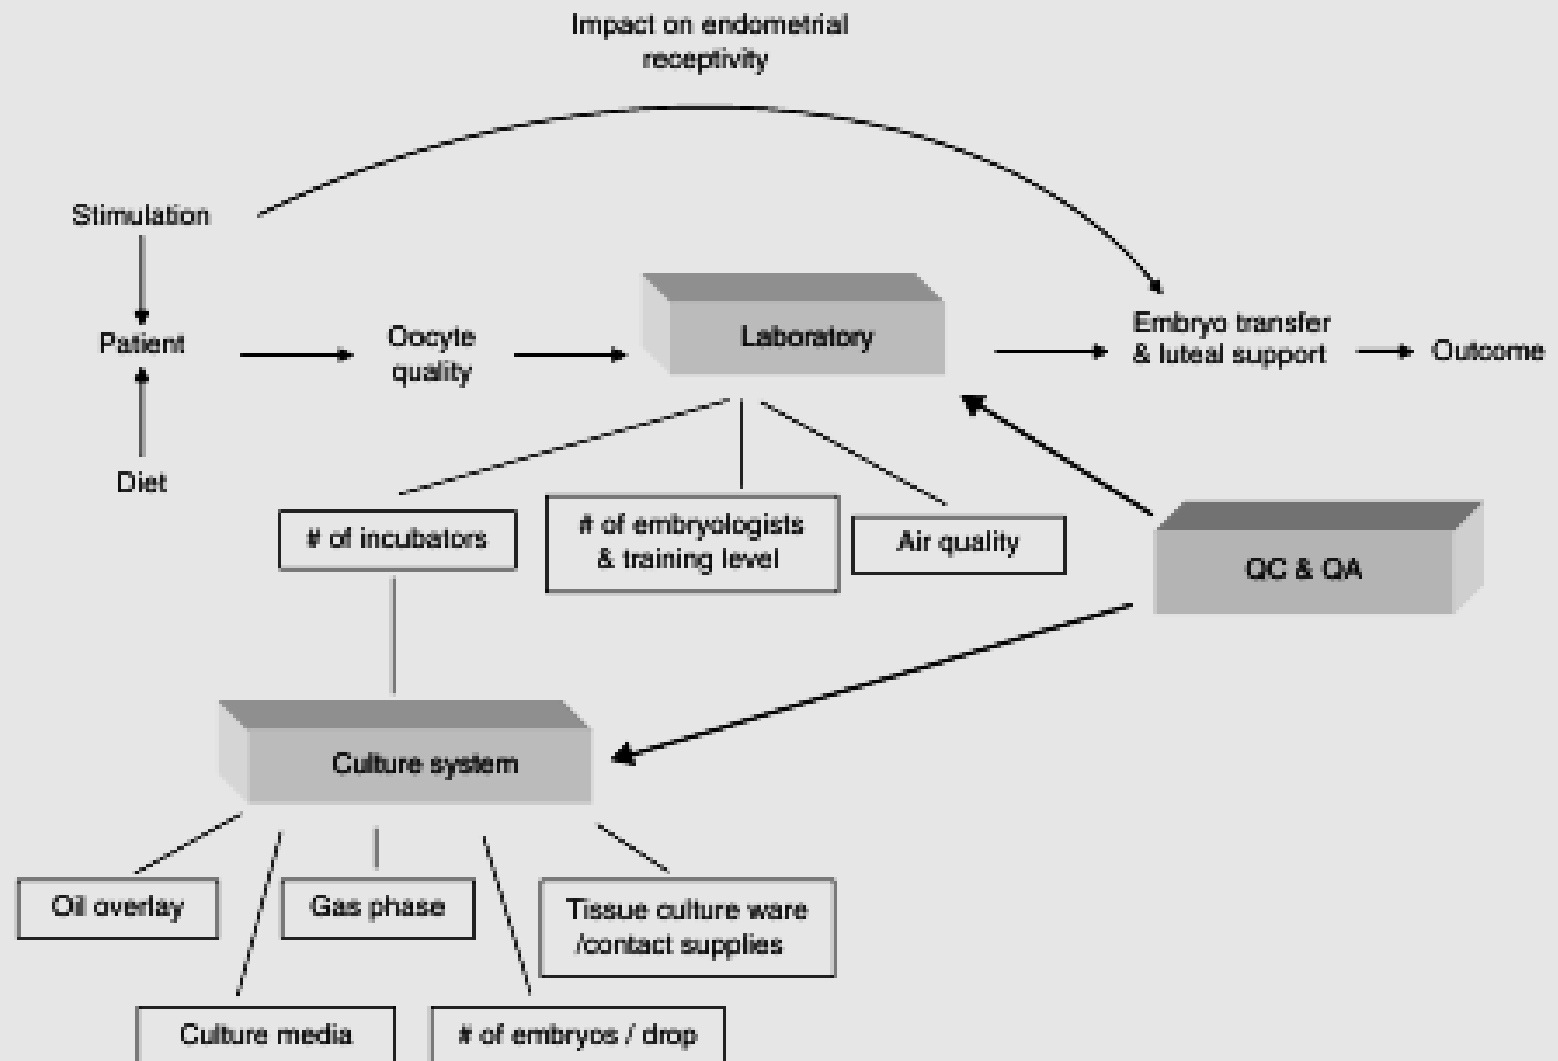 Impact on endometrial
receptivity
Stimulation
Patient
Oocyte
quality
Laboratory
Embryo transfer
& luteal support
Outcome
Diet
# of incubators
# of embryologists
& training level
Air quality
QC & QA
Culture system
Oil overlay
Gas phase
Tissue culture ware
/contact supplies
Culture media
# of embryos / drop